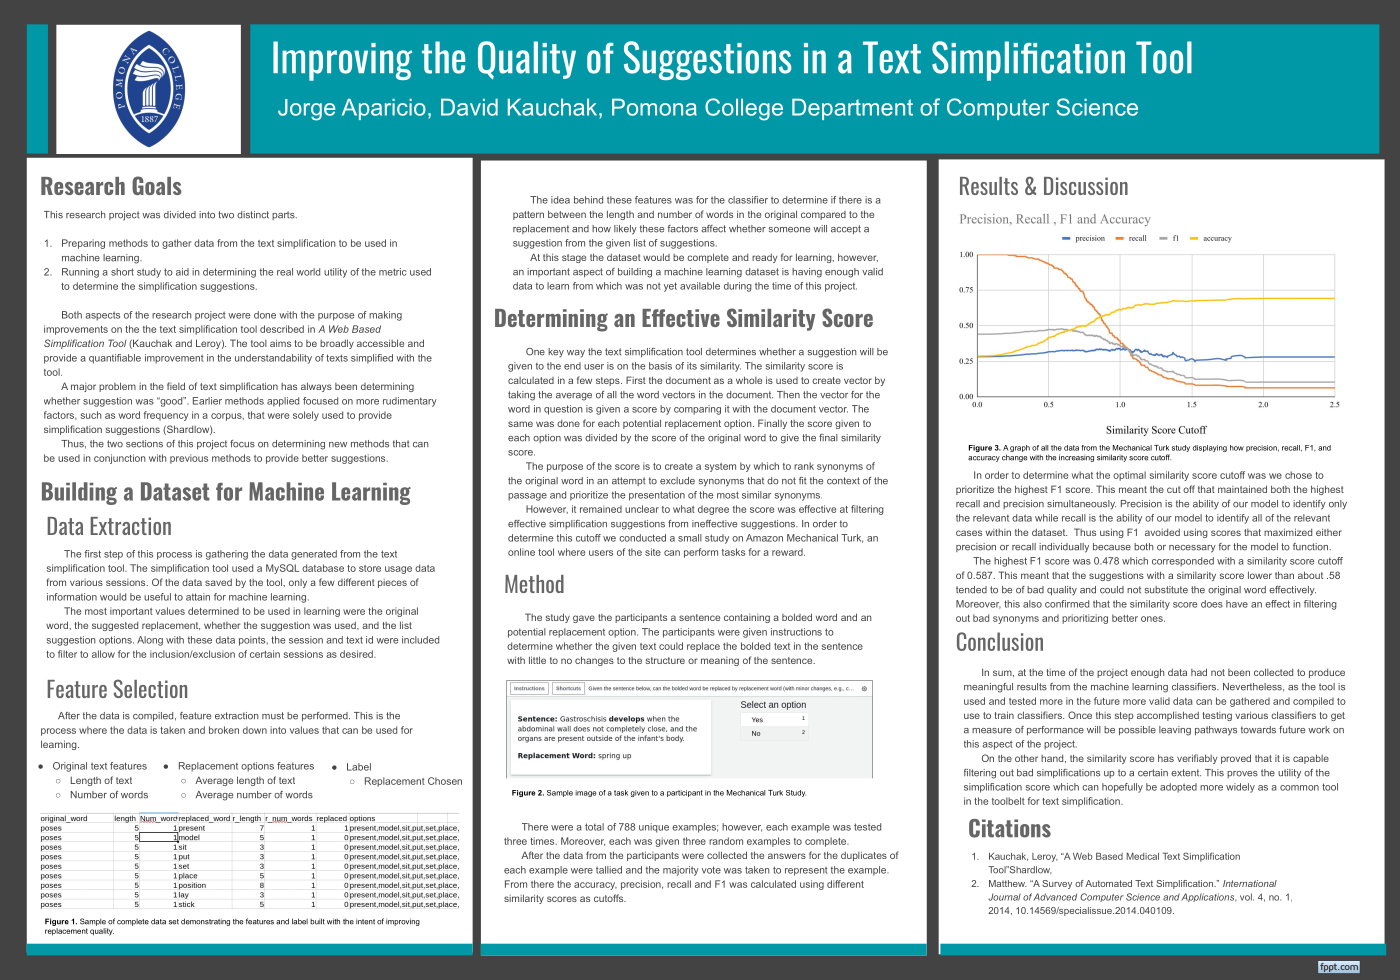 POMONA COLLEGE
1887
Improving the Quality of Suggestions in a Text Simplification Tool
Jorge Aparicio, David Kauchak, Pomona College Department of Computer Science
Research Goals
This research project was divided into two distinct parts.
1. Preparing methods to gather data from the text simplification to be used in
machine learning.
2. Running a short study to aid in determining the real world utility of the metric used
to determine the simplification suggestions.
Both aspects of the research project were done with the purpose of making
improvements on the the text simplification tool described in A Web Based
Simplification Tool (Kauchak and Leroy). The tool aims to be broadly accessible and
provide a quantifiable improvement in the understandability of texts simplified with the
tool.
A major problem in the field of text simplification has always been determining
whether suggestion was “good”. Earlier methods applied focused on more rudimentary
factors, such as word frequency in a corpus, that were solely used to provide
simplification suggestions (Shardlow).
Thus, the two sections of this project focus on determining new methods that can
be used in conjunction with previous methods to provide better suggestions.
Building a Dataset for Machine Learning
Data Extraction
The first step of this process is gathering the data generated from the text
simplification tool. The simplification tool used a MySQL database to store usage data
from various sessions. Of the data saved by the tool, only a few different pieces of
information would be useful to attain for machine learning.
The most important values determined to be used in learning were the original
word, the suggested replacement, whether the suggestion was used, and the list
suggestion options. Along with these data points, the session and text id were included
to filter to allow for the inclusion/exclusion of certain sessions as desired.
Feature Selection
After the data is compiled, feature extraction must be performed. This is the
process where the data is taken and broken down into values that can be used for
learning.
● Original text features
○ Length of text
○ Number of words
● Replacement options features
○ Average length of text
○ Average number of words
● Label
○ Replacement Chosen
original_word length Num_word replaced_word r_length r_num_words replaced options
poses 5 1 present 7 1 1 present,model,sit,put,set,place,
poses 5 1 model 5 1 0 present,model,sit,put,set,place,
poses 5 1 sit 3 1 0 present,model,sit,put,set,place,
poses 5 1 put 3 1 0 present,model,sit,put,set,place,
poses 5 1 set 3 1 0 present,model,sit,put,set,place,
poses 5 1 place 5 1 0 present,model,sit,put,set,place,
poses 5 1 position 8 1 0 present,model,sit,put,set,place,
poses 5 1 lay 3 1 0 present,model,sit,put,set,place,
poses 5 1 stick 5 1 0 present,model,sit,put,set,place,
Figure 1. Sample of complete data set demonstrating the features and label built with the intent of improving
replacement quality.
The idea behind these features was for the classifier to determine if there is a
pattern between the length and number of words in the original compared to the
replacement and how likely these factors affect whether someone will accept a
suggestion from the given list of suggestions.
At this stage the dataset would be complete and ready for learning, however,
an important aspect of building a machine learning dataset is having enough valid
data to learn from which was not yet available during the time of this project.
Determining an Effective Similarity Score
One key way the text simplification tool determines whether a suggestion will be
given to the end user is on the basis of its similarity. The similarity score is
calculated in a few steps. First the document as a whole is used to create vector by
taking the average of all the word vectors in the document. Then the vector for the
word in question is given a score by comparing it with the document vector. The
same was done for each potential replacement option. Finally the score given to
each option was divided by the score of the original word to give the final similarity
score.
The purpose of the score is to create a system by which to rank synonyms of
the original word in an attempt to exclude synonyms that do not fit the context of the
passage and prioritize the presentation of the most similar synonyms.
However, it remained unclear to what degree the score was effective at filtering
effective simplification suggestions from ineffective suggestions. In order to
determine this cutoff we conducted a small study on Amazon Mechanical Turk, an
online tool where users of the site can perform tasks for a reward.
Method
The study gave the participants a sentence containing a bolded word and an
potential replacement option. The participants were given instructions to
determine whether the given text could replace the bolded text in the sentence
with little to no changes to the structure or meaning of the sentence.
Instructions Shortcuts Given the sentence below, can the bolded word be replaced by replacement word (with minor changes, e.g., c...
Sentence: Gastroschisis develops when the
abdominal wall does not completely close, and the
organs are present outside of the infant's body.
Replacement Word: spring up
Select an option
Yes 1
No 2
Figure 2. Sample image of a task given to a participant in the Mechanical Turk Study.
There were a total of 788 unique examples; however, each example was tested
three times. Moreover, each was given three random examples to complete.
After the data from the participants were collected the answers for the duplicates of
each example were tallied and the majority vote was taken to represent the example.
From there the accuracy, precision, recall and F1 was calculated using different
similarity scores as cutoffs.
Results & Discussion
Precision, Recall , F1 and Accuracy
precision recall f1 accuracy
1.00
0.75
0.50
0.25
0.00
0.0 0.5 1.0 1.5 2.0 2.5
Similarity Score Cutoff
Figure 3. A graph of all the data from the Mechanical Turk study displaying how precision, recall, F1, and
accuracy change with the increasing similarity score cutoff.
In order to determine what the optimal similarity score cutoff was we chose to
prioritize the highest F1 score. This meant the cut off that maintained both the highest
recall and precision simultaneously. Precision is the ability of our model to identify only
the relevant data while recall is the ability of our model to identify all of the relevant
cases within the dataset. Thus using F1 avoided using scores that maximized either
precision or recall individually because both or necessary for the model to function.
The highest F1 score was 0.478 which corresponded with a similarity score cutoff
of 0.587. This meant that the suggestions with a similarity score lower than about .58
tended to be of bad quality and could not substitute the original word effectively.
Moreover, this also confirmed that the similarity score does have an effect in filtering
out bad synonyms and prioritizing better ones.
Conclusion
In sum, at the time of the project enough data had not been collected to produce
meaningful results from the machine learning classifiers. Nevertheless, as the tool is
used and tested more in the future more valid data can be gathered and compiled to
use to train classifiers. Once this step accomplished testing various classifiers to get
a measure of performance will be possible leaving pathways towards future work on
this aspect of the project.
On the other hand, the similarity score has verifiably proved that it is capable
filtering out bad simplifications up to a certain extent. This proves the utility of the
simplification score which can hopefully be adopted more widely as a common tool
in the toolbelt for text simplification.
Citations
1. Kauchak, Leroy, “A Web Based Medical Text Simplification
Tool”Shardlow,
2. Matthew. “A Survey of Automated Text Simplification.” International
Journal of Advanced Computer Science and Applications, vol. 4, no. 1,
2014, 10.14569/specialissue.2014.040109.
fppt.com